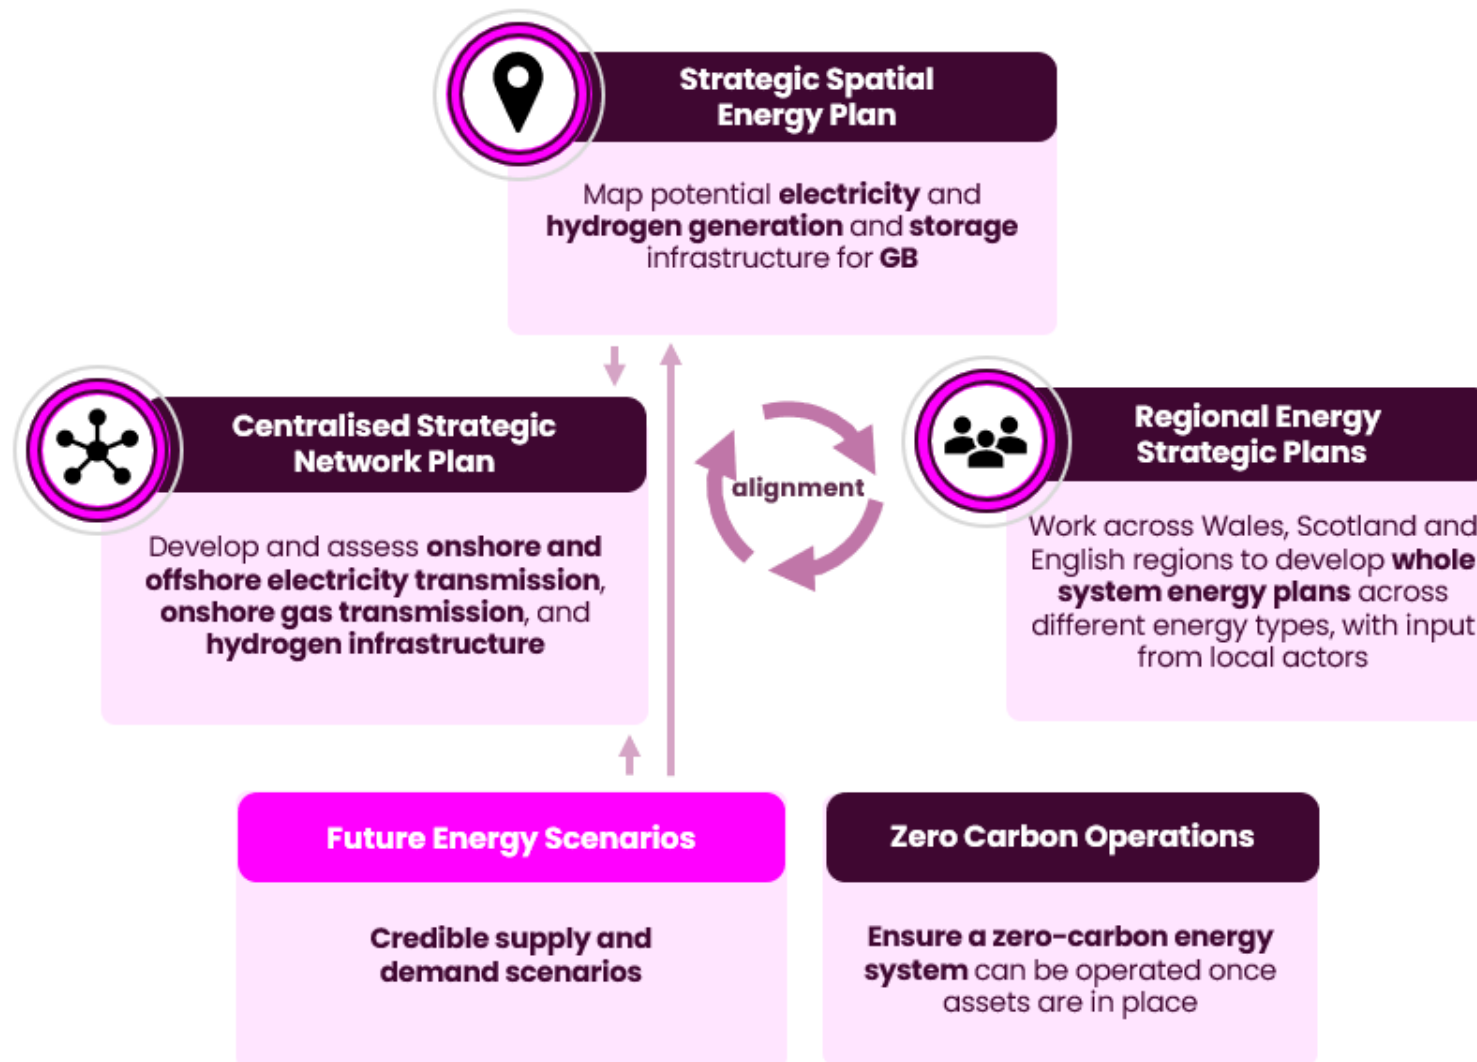 Strategic Spatial
Energy Plan
Map potential electricity and
hydrogen generation and storage
infrastructure for GB
Centralised Strategic
Network Plan
Develop and assess onshore and
offshore electricity transmission,
onshore gas transmission, and
hydrogen infrastructure
alignment
Regional Energy
Strategic Plans
Work across Wales, Scotland and
English regions to develop whole
system energy plans across
different energy types, with input
from local actors
Future Energy Scenarios
Credible supply and
demand scenarios
Zero Carbon Operations
Ensure a zero-carbon energy
system can be operated once
assets are in place